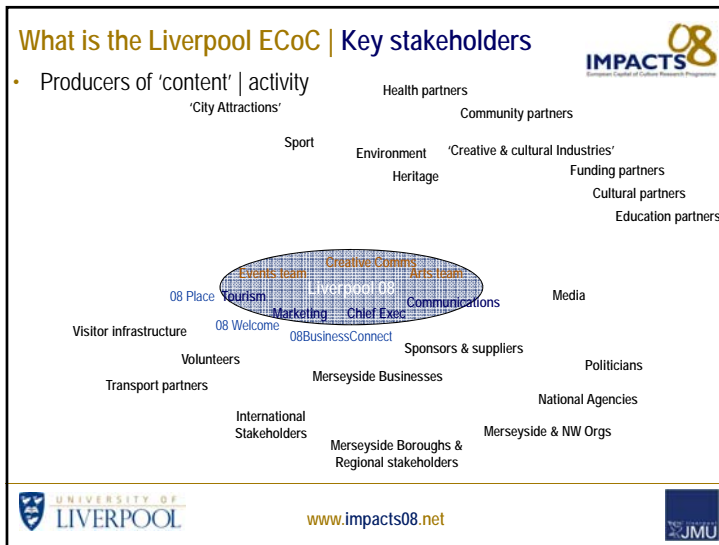 What is the Liverpool ECoC | Key stakeholders
IMPACTS 08
European Capital of Culture Research Programme
• Producers of 'content' | activity
Health partners
'City Attractions'
Community partners
Sport
Environment
'Creative & cultural Industries'
Heritage
Funding partners
Cultural partners
Education partners
Creative Comms
Events team
Arts team
Liverpool 08
08 Place
Tourism
Communications
Media
Marketing
Chief Exec
08 Welcome
Visitor infrastructure
08BusinessConnect
Sponsors & suppliers
Volunteers
Politicians
Merseyside Businesses
Transport partners
National Agencies
International
Stakeholders
Merseyside & NW Orgs
Merseyside Boroughs &
Regional stakeholders
UNIVERSITY OF
LIVERPOOL
www.impacts08.net
JMU